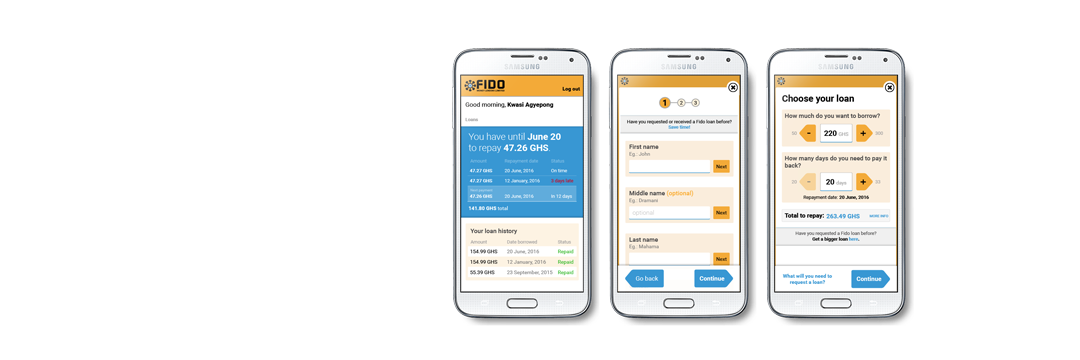 SAMSUNG
FIDO
Log out
Good morning, Kwasi Agyepong
Loans
You have until June 20
to repay 47.26 GHS.
Amount Repayment date Status
47.27 GHS 20 June, 2016 On time
47.27 GHS 12 January, 2016 3 days late
47.26 GHS 20 June, 2016 In 12 days
141.80 GHS total
Your loan history
Amount Date borrowed Status
154.99 GHS 20 June, 2016 Repaid
154.99 GHS 12 January, 2016 Repaid
55.39 GHS 23 September, 2015 Repaid
SAMSUNG
1 2 3
Have you requested or received a Fido loan before?
Save time!
First name
Eg.: John
Next
Middle name (optional)
Eg.: Dramani
optional Next
Last name
Eg.: Mahama
Next
Go back Continue
SAMSUNG
Choose your loan
How much do you want to borrow?
- 220 GHS +
How many days do you need to pay it
back?
20 - 20 days +
Repayment date: 20 June, 2016
Total to repay: 263.49 GHS MORE INFO
Have you requested a Fido loan before?
Get a bigger loan here.
What will you need to
request a loan?
Continue